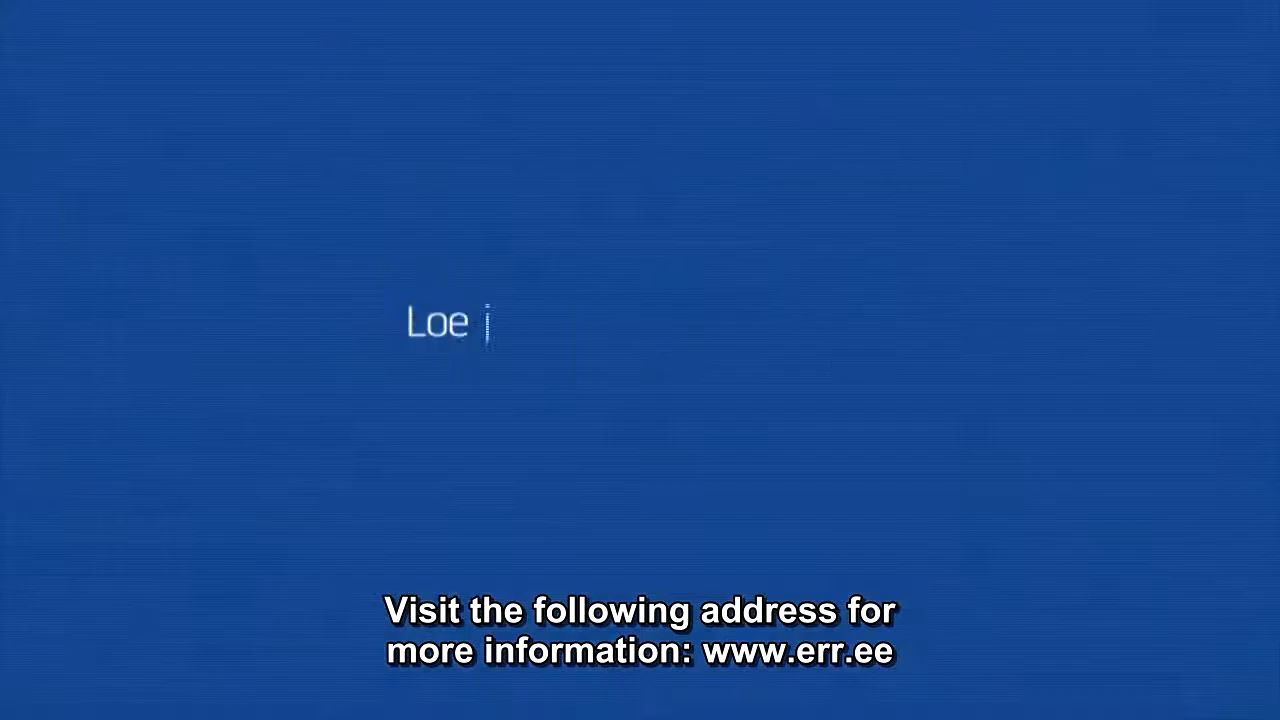 Loe j
Visit the following address for
more information: www.err.ee